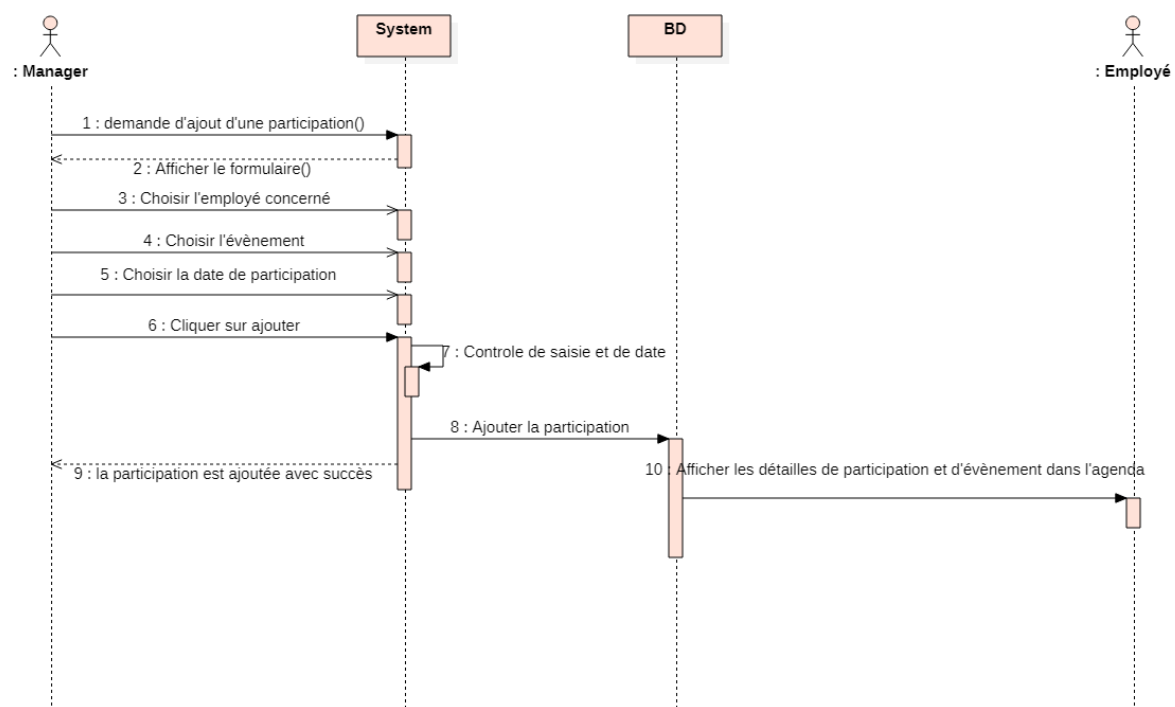 System
BD
: Manager
: Employé
1 : demande d'ajout d'une participation()
2 : Afficher le formulaire()
3 : Choisir l'employé concerné
4 : Choisir l'évènement
5 : Choisir la date de participation
6 : Cliquer sur ajouter
7 : Controle de saisie et de date
8 : Ajouter la participation
9 : la participation est ajoutée avec succès
10 : Afficher les détailles de participation et d'évènement dans l'agenda